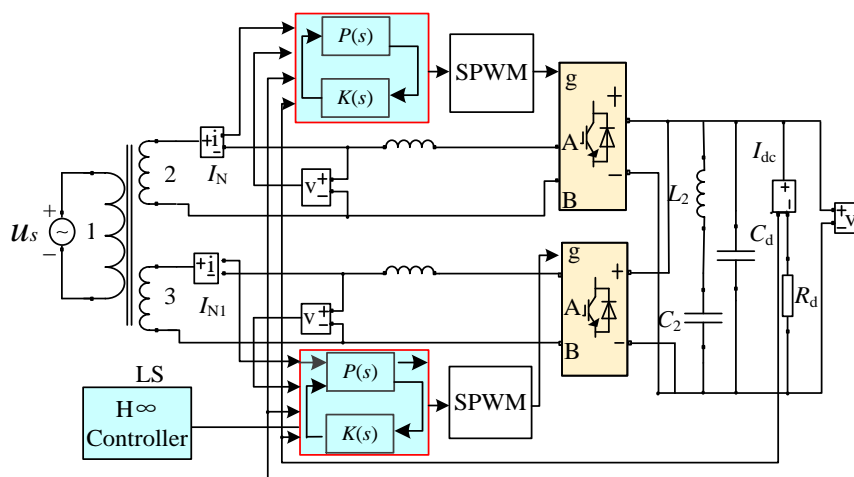 P(s)
K(s)
SPWM
g
A
B
+
−
+i
−
I_N
2
v+
−
u_s
+
~
−
1
3
+i
−
I_N1
v+
−
g
A
B
+
−
L_2
C_2
C_d
I_dc
+
−
R_d
+
−v
LS
H∞
Controller
P(s)
K(s)
SPWM